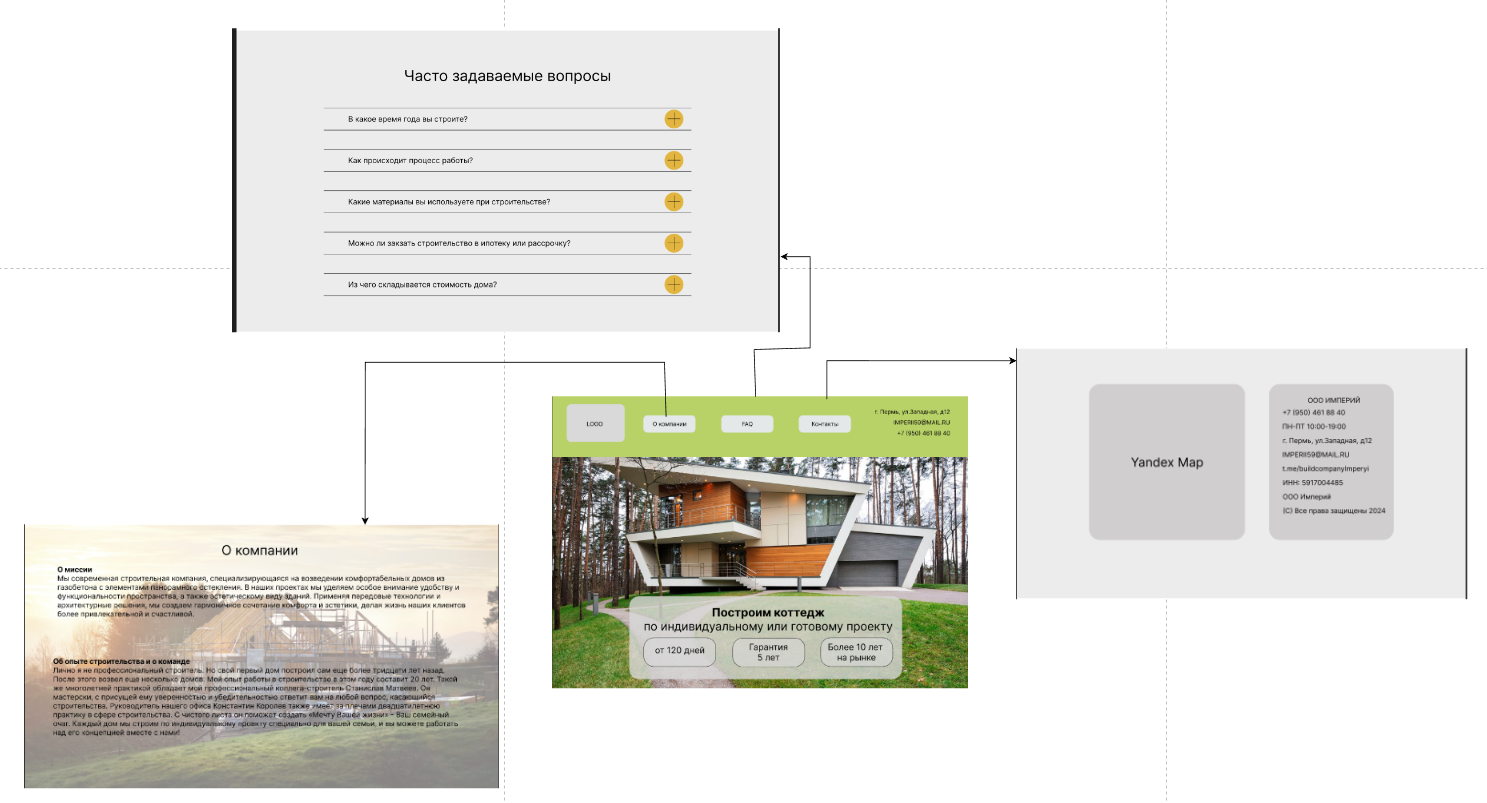 Часто задаваемые вопросы
В какое время года вы строите?
Как происходит процесс работы?
Какие материалы вы используете при строительстве?
Можно ли закзать строительство в ипотеку или рассрочку?
Из чего складывается стоимость дома?
LOGO
О компании
FAQ
Контакты
г. Пермь, ул.Западная, д12
IMPERII59@MAIL.RU
+7 (950) 461 88 40
Построим коттедж
по индивидуальному или готовому проекту
от 120 дней
Гарантия
5 лет
Более 10 лет
на рынке
Yandex Map
ООО ИМПЕРИЙ
+7 (950) 461 88 40
ПН-ПТ 10:00-19:00
г. Пермь, ул.Западная, д12
IMPERII59@MAIL.RU
t.me/buildcompanyImperyi
ИНН: 5917004485
ООО Империй
(C) Все права защищены 2024
О компании
О миссии
Мы современная строительная компания, специализирующаяся на возведении комфортабельных домов из
газобетона с элементами панорамного остекления. В наших проектах мы уделяем особое внимание удобству и
функциональности пространства, а также эстетическому виду зданий. Применяя передовые технологии и
архитектурные решения, мы создаем гармоничное сочетание комфорта и эстетики, делая жизнь наших клиентов
более привлекательной и счастливой.
Об опыте строительства и о команде
Лично я не профессиональный строитель. Но свой первый дом построил сам еще более тридцати лет назад.
После этого возвел еще несколько домов. Мой опыт работы в строительстве в этом году составит 20 лет. Такой
же многолетней практикой обладает мой профессиональный коллега-строитель Станислав Матвеев. Он
мастерски, с присущей ему уверенностью и убедительностью ответит вам на любой вопрос, касающийся
строительства. Руководитель нашего офиса Константин Королев также умеет за плечами двадцатилетнюю
практику в сфере строительства. С чистого листа он поможет создать «Мечту Вашей жизни» - Ваш семейный
очаг. Каждый дом мы строим по индивидуальному проекту специально для вашей семьи, и вы можете работать
над его концепцией вместе с нами!